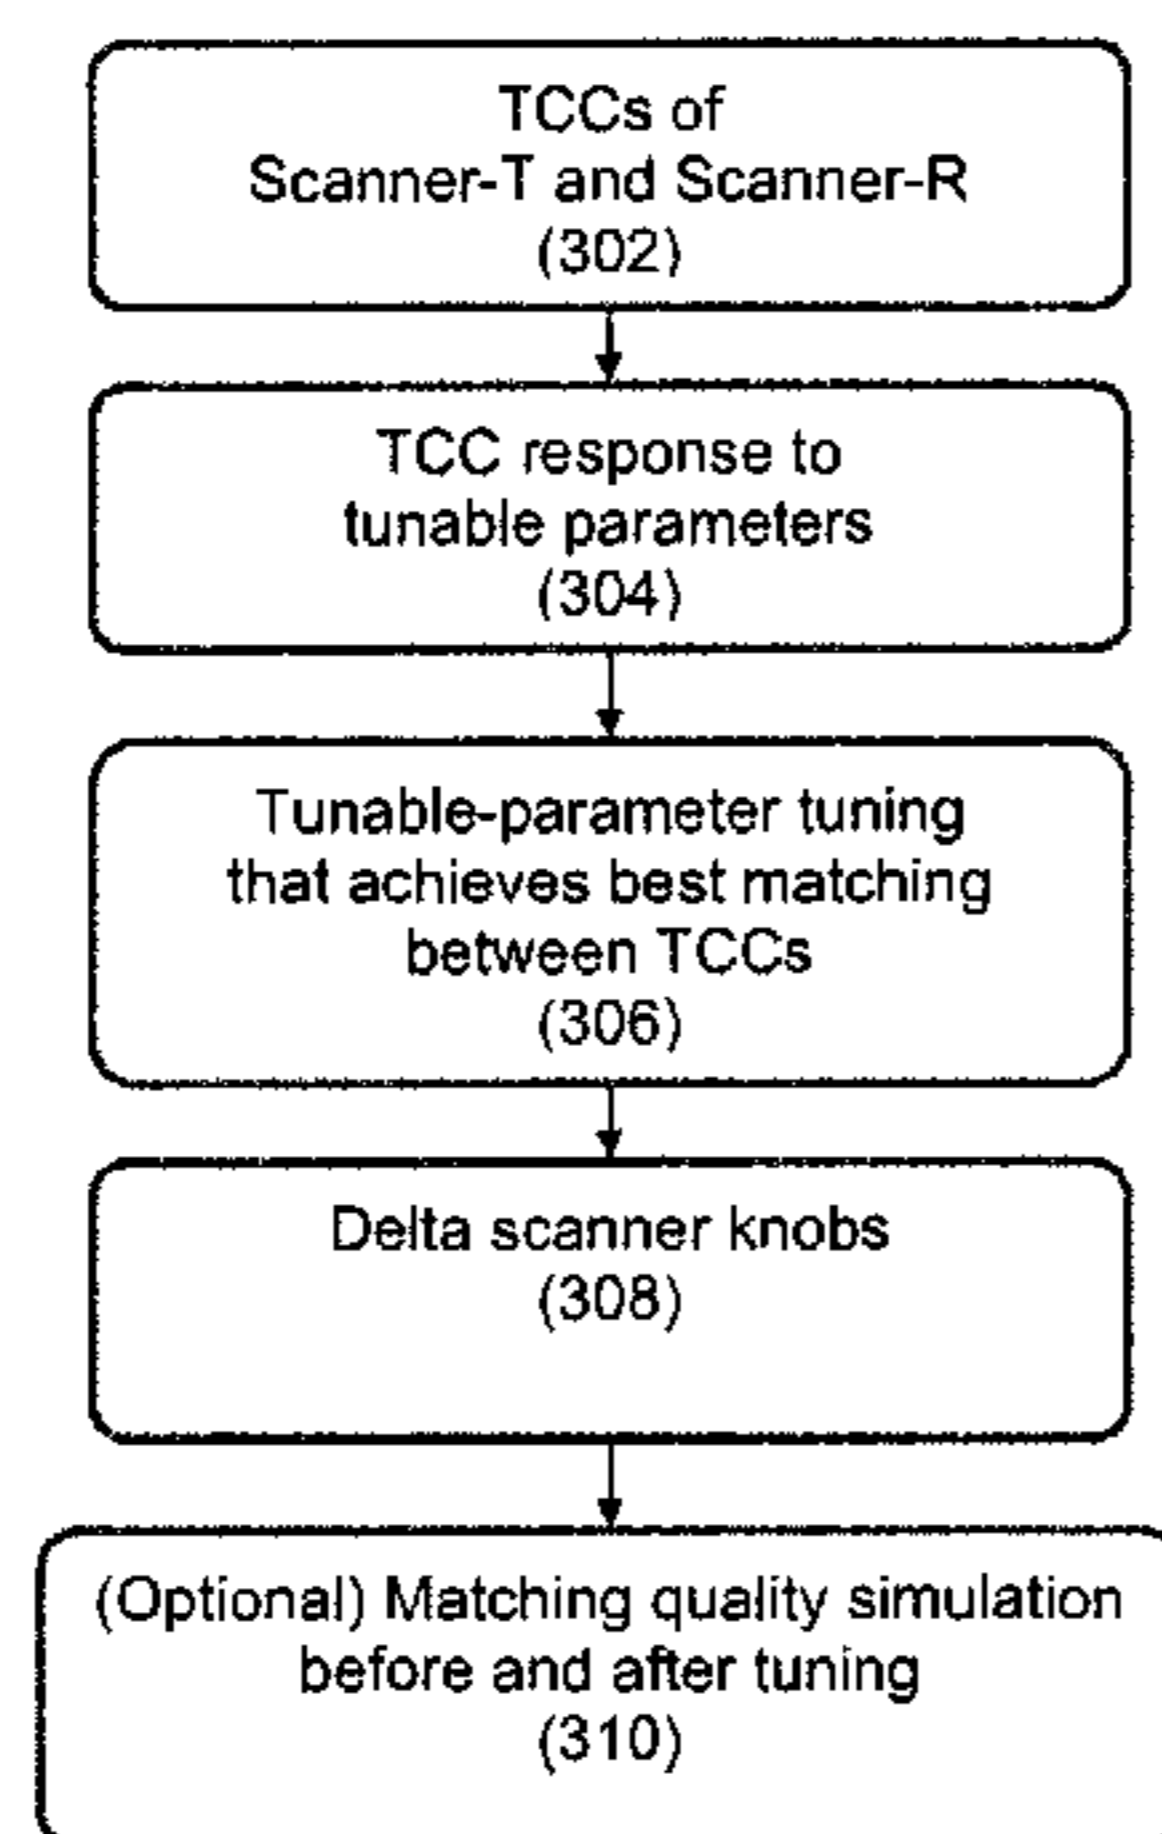 TCCs of
Scanner-T and Scanner-R
(302)
TCC response to
tunable parameters
(304)
Tunable-parameter tuning
that achieves best matching
between TCCs
(306)
Delta scanner knobs
(308)
(Optional) Matching quality simulation
before and after tuning
(310)